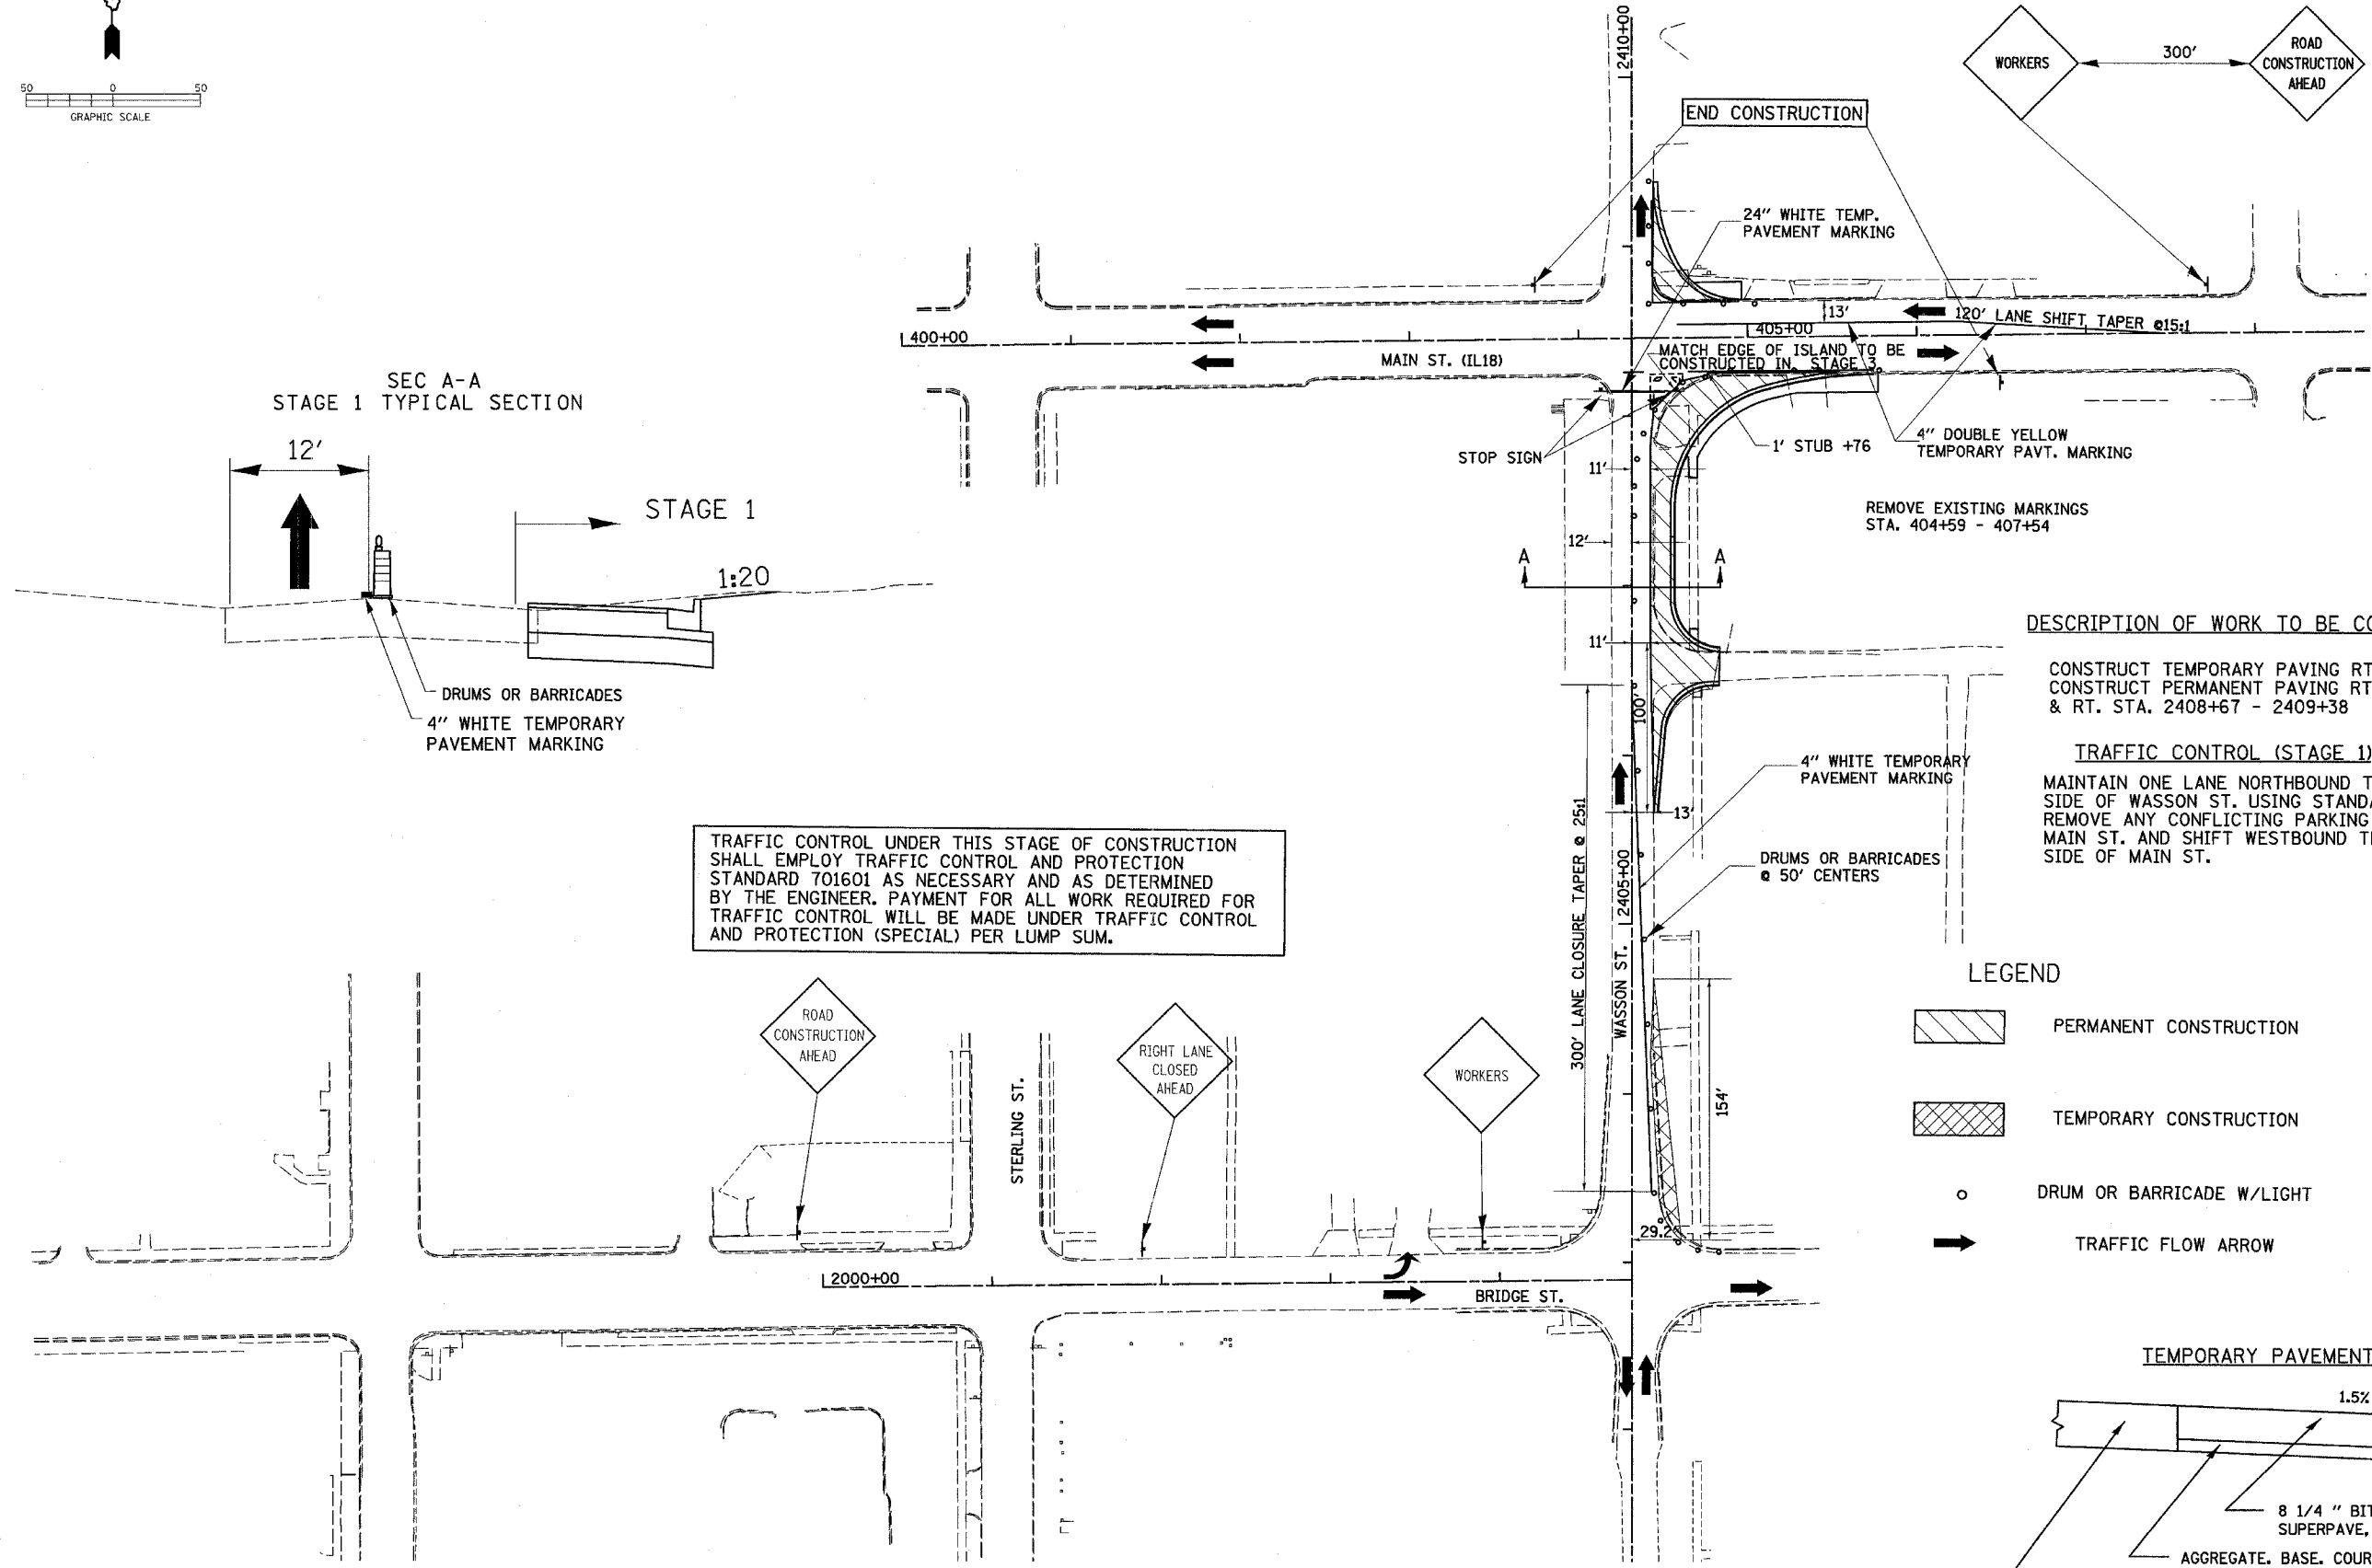 50 0 50
GRAPHIC SCALE
2410+00
WORKERS
300'
ROAD
CONSTRUCTION
AHEAD
END CONSTRUCTION
24" WHITE TEMP.
PAVEMENT MARKING
400+00
MAIN ST. (IL18)
13'
405+00
120' LANE SHIFT TAPER @15:1
MATCH EDGE OF ISLAND TO BE
CONSTRUCTED IN STAGE 3
STOP SIGN
11'
1' STUB +76
4" DOUBLE YELLOW
TEMPORARY PAVT. MARKING
REMOVE EXISTING MARKINGS
STA. 404+59 - 407+54
12'
A
A
11'
100'
SEC A-A
STAGE 1 TYPICAL SECTION
12'
STAGE 1
1:20
DRUMS OR BARRICADES
4" WHITE TEMPORARY
PAVEMENT MARKING
DESCRIPTION OF WORK TO BE CO
CONSTRUCT TEMPORARY PAVING RT
CONSTRUCT PERMANENT PAVING RT
& RT. STA. 2408+67 - 2409+38
TRAFFIC CONTROL (STAGE 1)
MAINTAIN ONE LANE NORTHBOUND T
SIDE OF WASSON ST. USING STANDA
REMOVE ANY CONFLICTING PARKING
MAIN ST. AND SHIFT WESTBOUND T
SIDE OF MAIN ST.
4" WHITE TEMPORARY
PAVEMENT MARKING
13'
DRUMS OR BARRICADES
@ 50' CENTERS
300' LANE CLOSURE TAPER @ 25:1
WASSON ST.
2405+00
154'
29.2'
TRAFFIC CONTROL UNDER THIS STAGE OF CONSTRUCTION
SHALL EMPLOY TRAFFIC CONTROL AND PROTECTION
STANDARD 701601 AS NECESSARY AND AS DETERMINED
BY THE ENGINEER. PAYMENT FOR ALL WORK REQUIRED FOR
TRAFFIC CONTROL WILL BE MADE UNDER TRAFFIC CONTROL
AND PROTECTION (SPECIAL) PER LUMP SUM.
ROAD
CONSTRUCTION
AHEAD
STERLING ST.
RIGHT LANE
CLOSED
AHEAD
WORKERS
2000+00
BRIDGE ST.
LEGEND
PERMANENT CONSTRUCTION
TEMPORARY CONSTRUCTION
DRUM OR BARRICADE W/LIGHT
TRAFFIC FLOW ARROW
TEMPORARY PAVEMENT
1.5%
8 1/4 " BIT
SUPERPAVE,
AGGREGATE. BASE. COUR